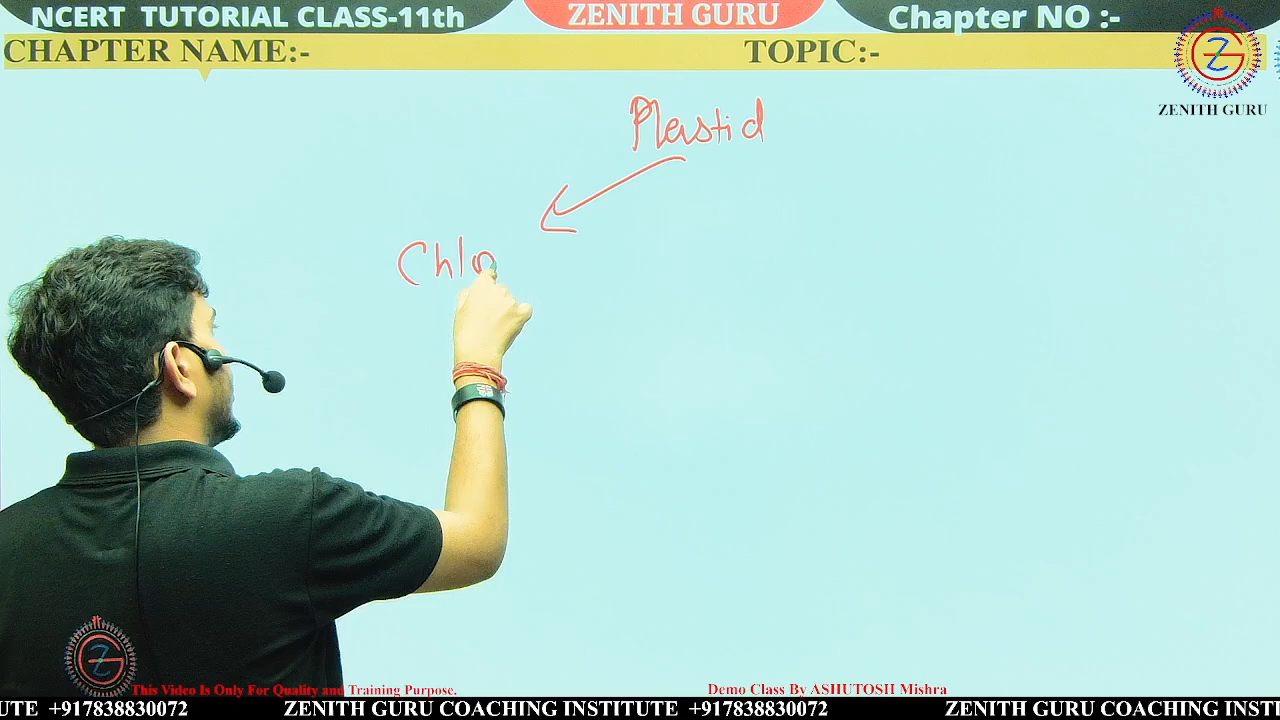 NCERT TUTORIAL CLASS-11th
ZENITH GURU
Chapter NO :-
CHAPTER NAME:-
TOPIC:-
ZENITH GURU
Plastid
Chlo
This Video Is Only For Quality and Training Purpose.
Demo Class By ASHUTOSH Mishra
UTE +917838830072 ZENITH GURU COACHING INSTITUTE +917838830072 ZENITH GURU COACHING INSTI